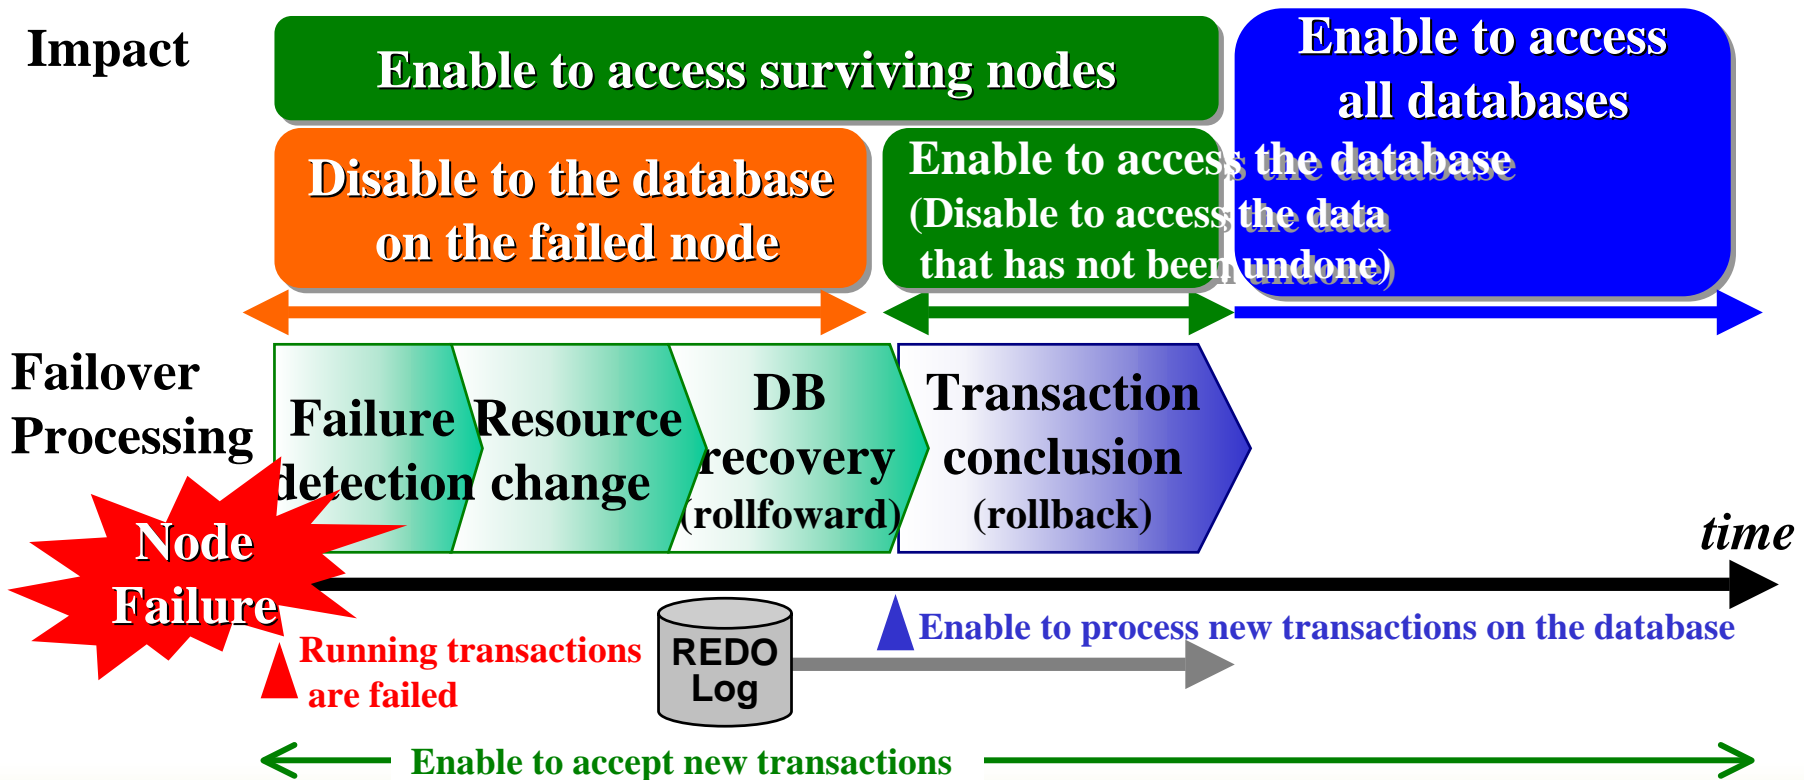 Impact
Enable to access surviving nodes
Enable to access
all databases
Disable to the database
on the failed node
Enable to access the database
(Disable to access the data
that has not been undone)
Failover
Processing
Failure
detection
Resource
change
DB
recovery
(rollfoward)
Transaction
conclusion
(rollback)
time
Node
Failure
Running transactions
are failed
REDO
Log
Enable to process new transactions on the database
Enable to accept new transactions